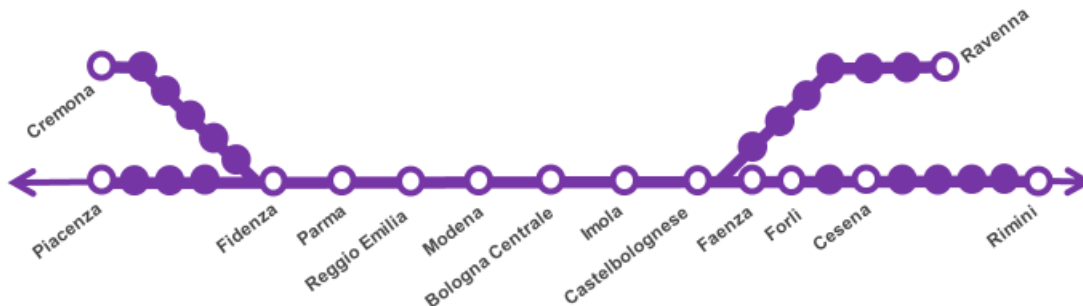 Cremona
Ravenna
Piacenza
Fidenza
Parma
Reggio Emilia
Modena
Bologna Centrale
Imola
Castelbolognese
Faenza
Forlì
Cesena
Rimini